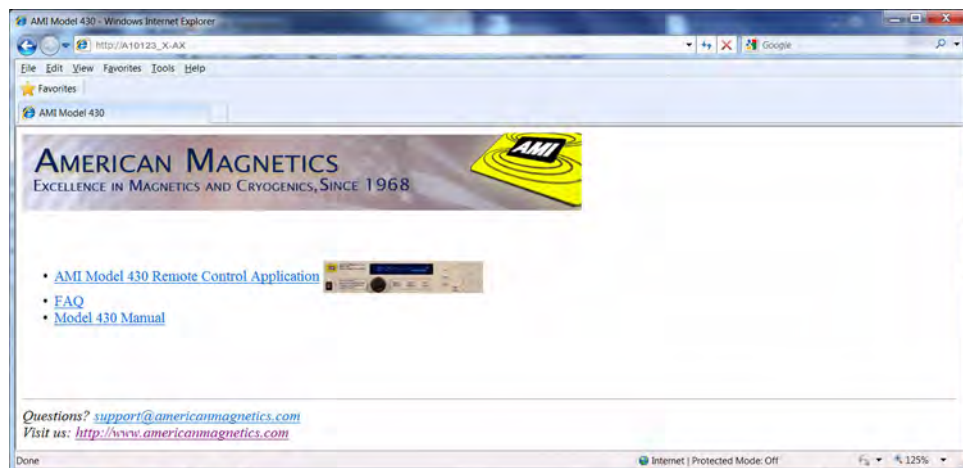 AMI Model 430 - Windows Internet Explorer
http://A10123_X-AX
Google
File Edit View Favorites Tools Help
Favorites
AMI Model 430
AMERICAN MAGNETICS
EXCELLENCE IN MAGNETICS AND CRYOGENICS, SINCE 1968
AMI
• AMI Model 430 Remote Control Application
• FAQ
• Model 430 Manual
Questions? support@americanmagnetics.com
Visit us: http://www.americanmagnetics.com
Done
Internet | Protected Mode: Off
125%